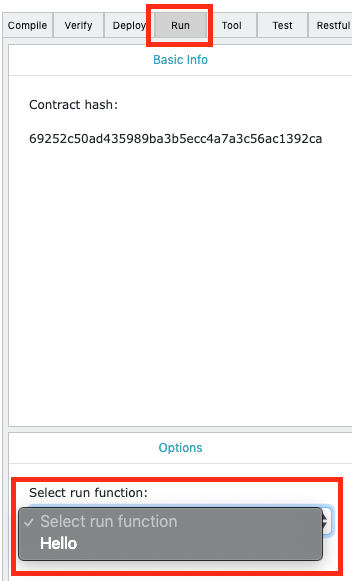 Compile Verify Deploy Run Tool Test Restful
Basic Info
Contract hash:
69252c50ad435989ba3b5ecc4a7a3c56ac1392ca
Options
Select run function:
✓ Select run function
Hello